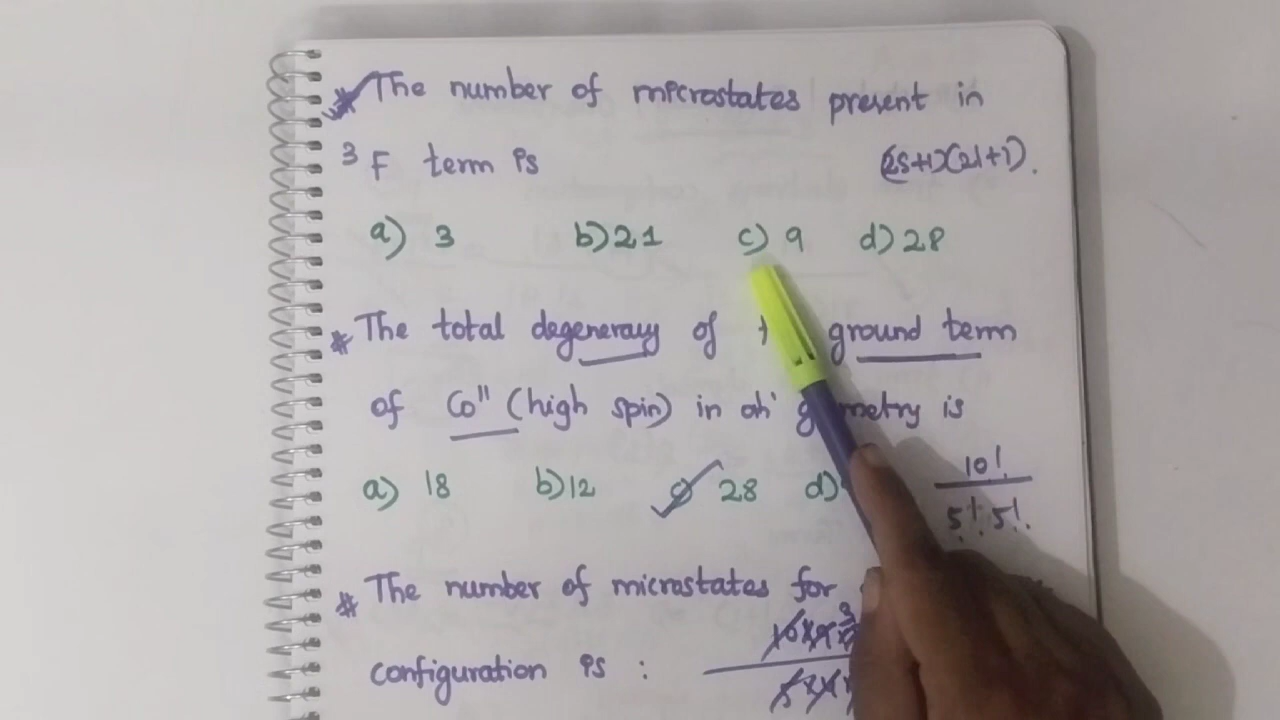 * The number of microstates present in
³F term is (2S+1)(2l+1).
a) 3 b) 21 c) 9 d) 28
* The total degeneracy of ground term
of Co" (high spin) in oh' is
a) 18 b) 12 c) 28 d)
10!
5! 5!
* The number of microstates for
configuration is :